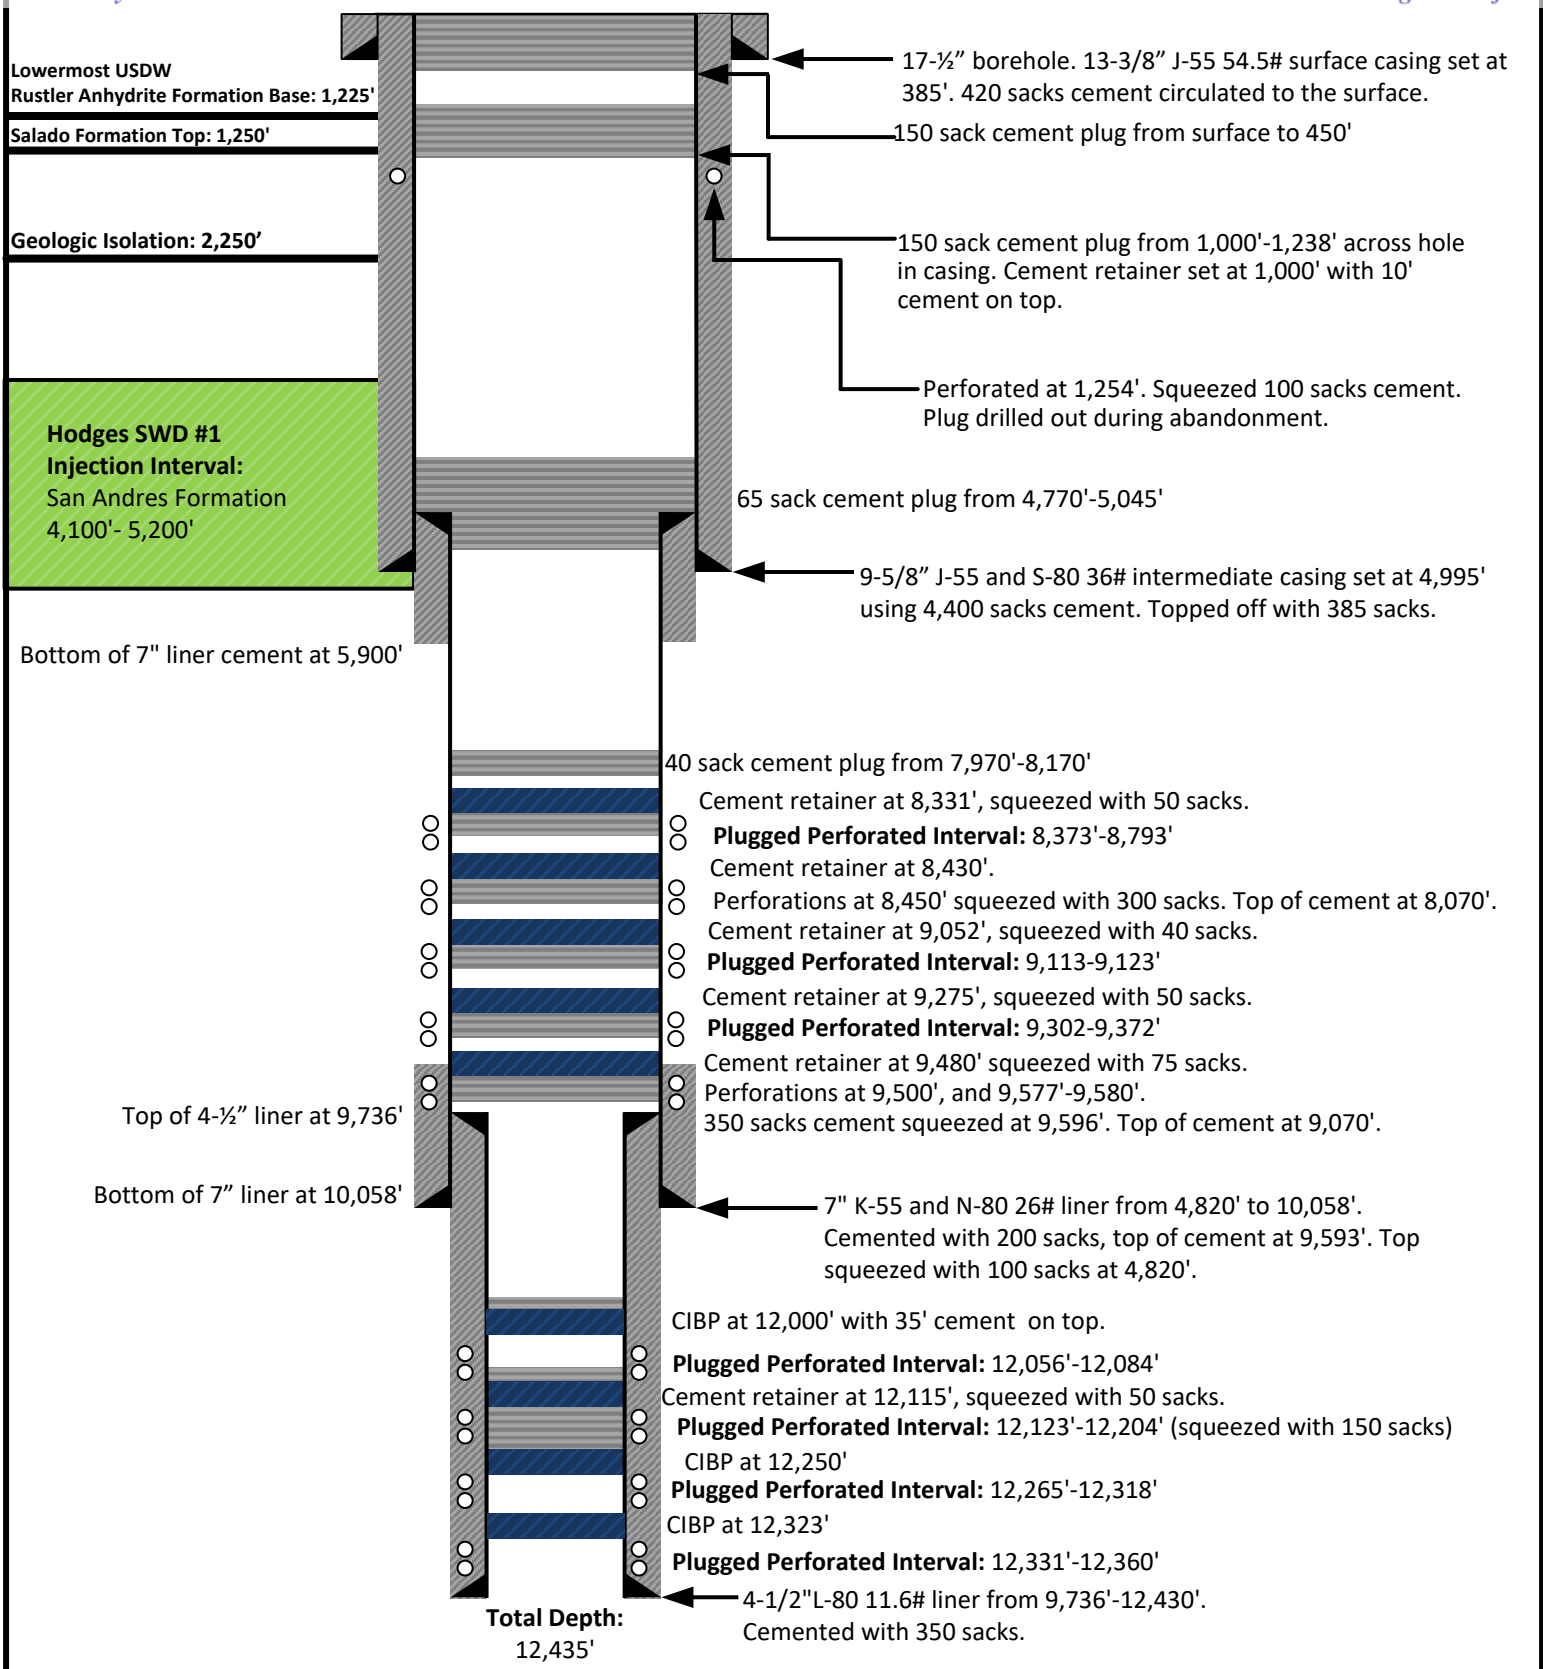 Lowermost USDW
Rustler Anhydrite Formation Base: 1,225'
Salado Formation Top: 1,250'
Geologic Isolation: 2,250’
Hodges SWD #1
Injection Interval:
San Andres Formation
4,100'- 5,200'
Bottom of 7" liner cement at 5,900'
Top of 4-½” liner at 9,736'
Bottom of 7” liner at 10,058'
17-½” borehole. 13-3/8” J-55 54.5# surface casing set at
385'. 420 sacks cement circulated to the surface.
150 sack cement plug from surface to 450'
150 sack cement plug from 1,000'-1,238' across hole
in casing. Cement retainer set at 1,000' with 10'
cement on top.
Perforated at 1,254'. Squeezed 100 sacks cement.
Plug drilled out during abandonment.
65 sack cement plug from 4,770'-5,045'
9-5/8” J-55 and S-80 36# intermediate casing set at 4,995'
using 4,400 sacks cement. Topped off with 385 sacks.
40 sack cement plug from 7,970'-8,170'
Cement retainer at 8,331', squeezed with 50 sacks.
Plugged Perforated Interval: 8,373'-8,793'
Cement retainer at 8,430'.
Perforations at 8,450' squeezed with 300 sacks. Top of cement at 8,070'.
Cement retainer at 9,052', squeezed with 40 sacks.
Plugged Perforated Interval: 9,113-9,123'
Cement retainer at 9,275', squeezed with 50 sacks.
Plugged Perforated Interval: 9,302-9,372'
Cement retainer at 9,480' squeezed with 75 sacks.
Perforations at 9,500', and 9,577'-9,580'.
350 sacks cement squeezed at 9,596'. Top of cement at 9,070'.
7" K-55 and N-80 26# liner from 4,820' to 10,058'.
Cemented with 200 sacks, top of cement at 9,593'. Top
squeezed with 100 sacks at 4,820'.
CIBP at 12,000' with 35' cement on top.
Plugged Perforated Interval: 12,056'-12,084'
Cement retainer at 12,115', squeezed with 50 sacks.
Plugged Perforated Interval: 12,123'-12,204' (squeezed with 150 sacks)
CIBP at 12,250'
Plugged Perforated Interval: 12,265'-12,318'
CIBP at 12,323'
Plugged Perforated Interval: 12,331'-12,360'
4-1/2"L-80 11.6# liner from 9,736'-12,430'.
Cemented with 350 sacks.
Total Depth:
12,435'